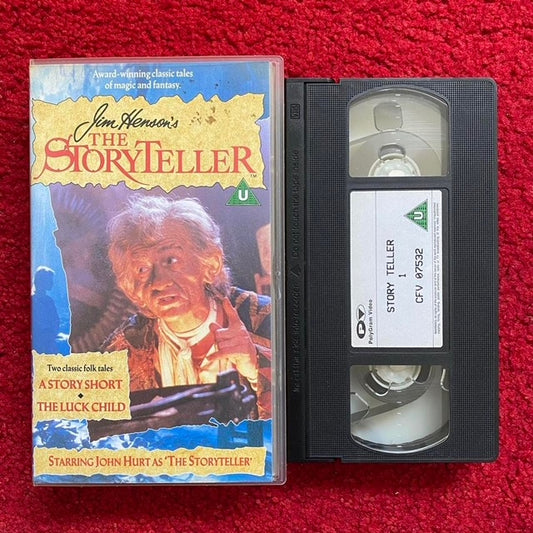 Award-winning classic tales
of magic and fantasy.
Jim Henson's
THE
STORYTELLER
TM
U
Two classic folk tales
A STORY SHORT
THE LUCK CHILD
STARRING JOHN HURT AS 'THE STORYTELLER'
U
STORY TELLER
1
CFV 07532
PV
PolyGram Video